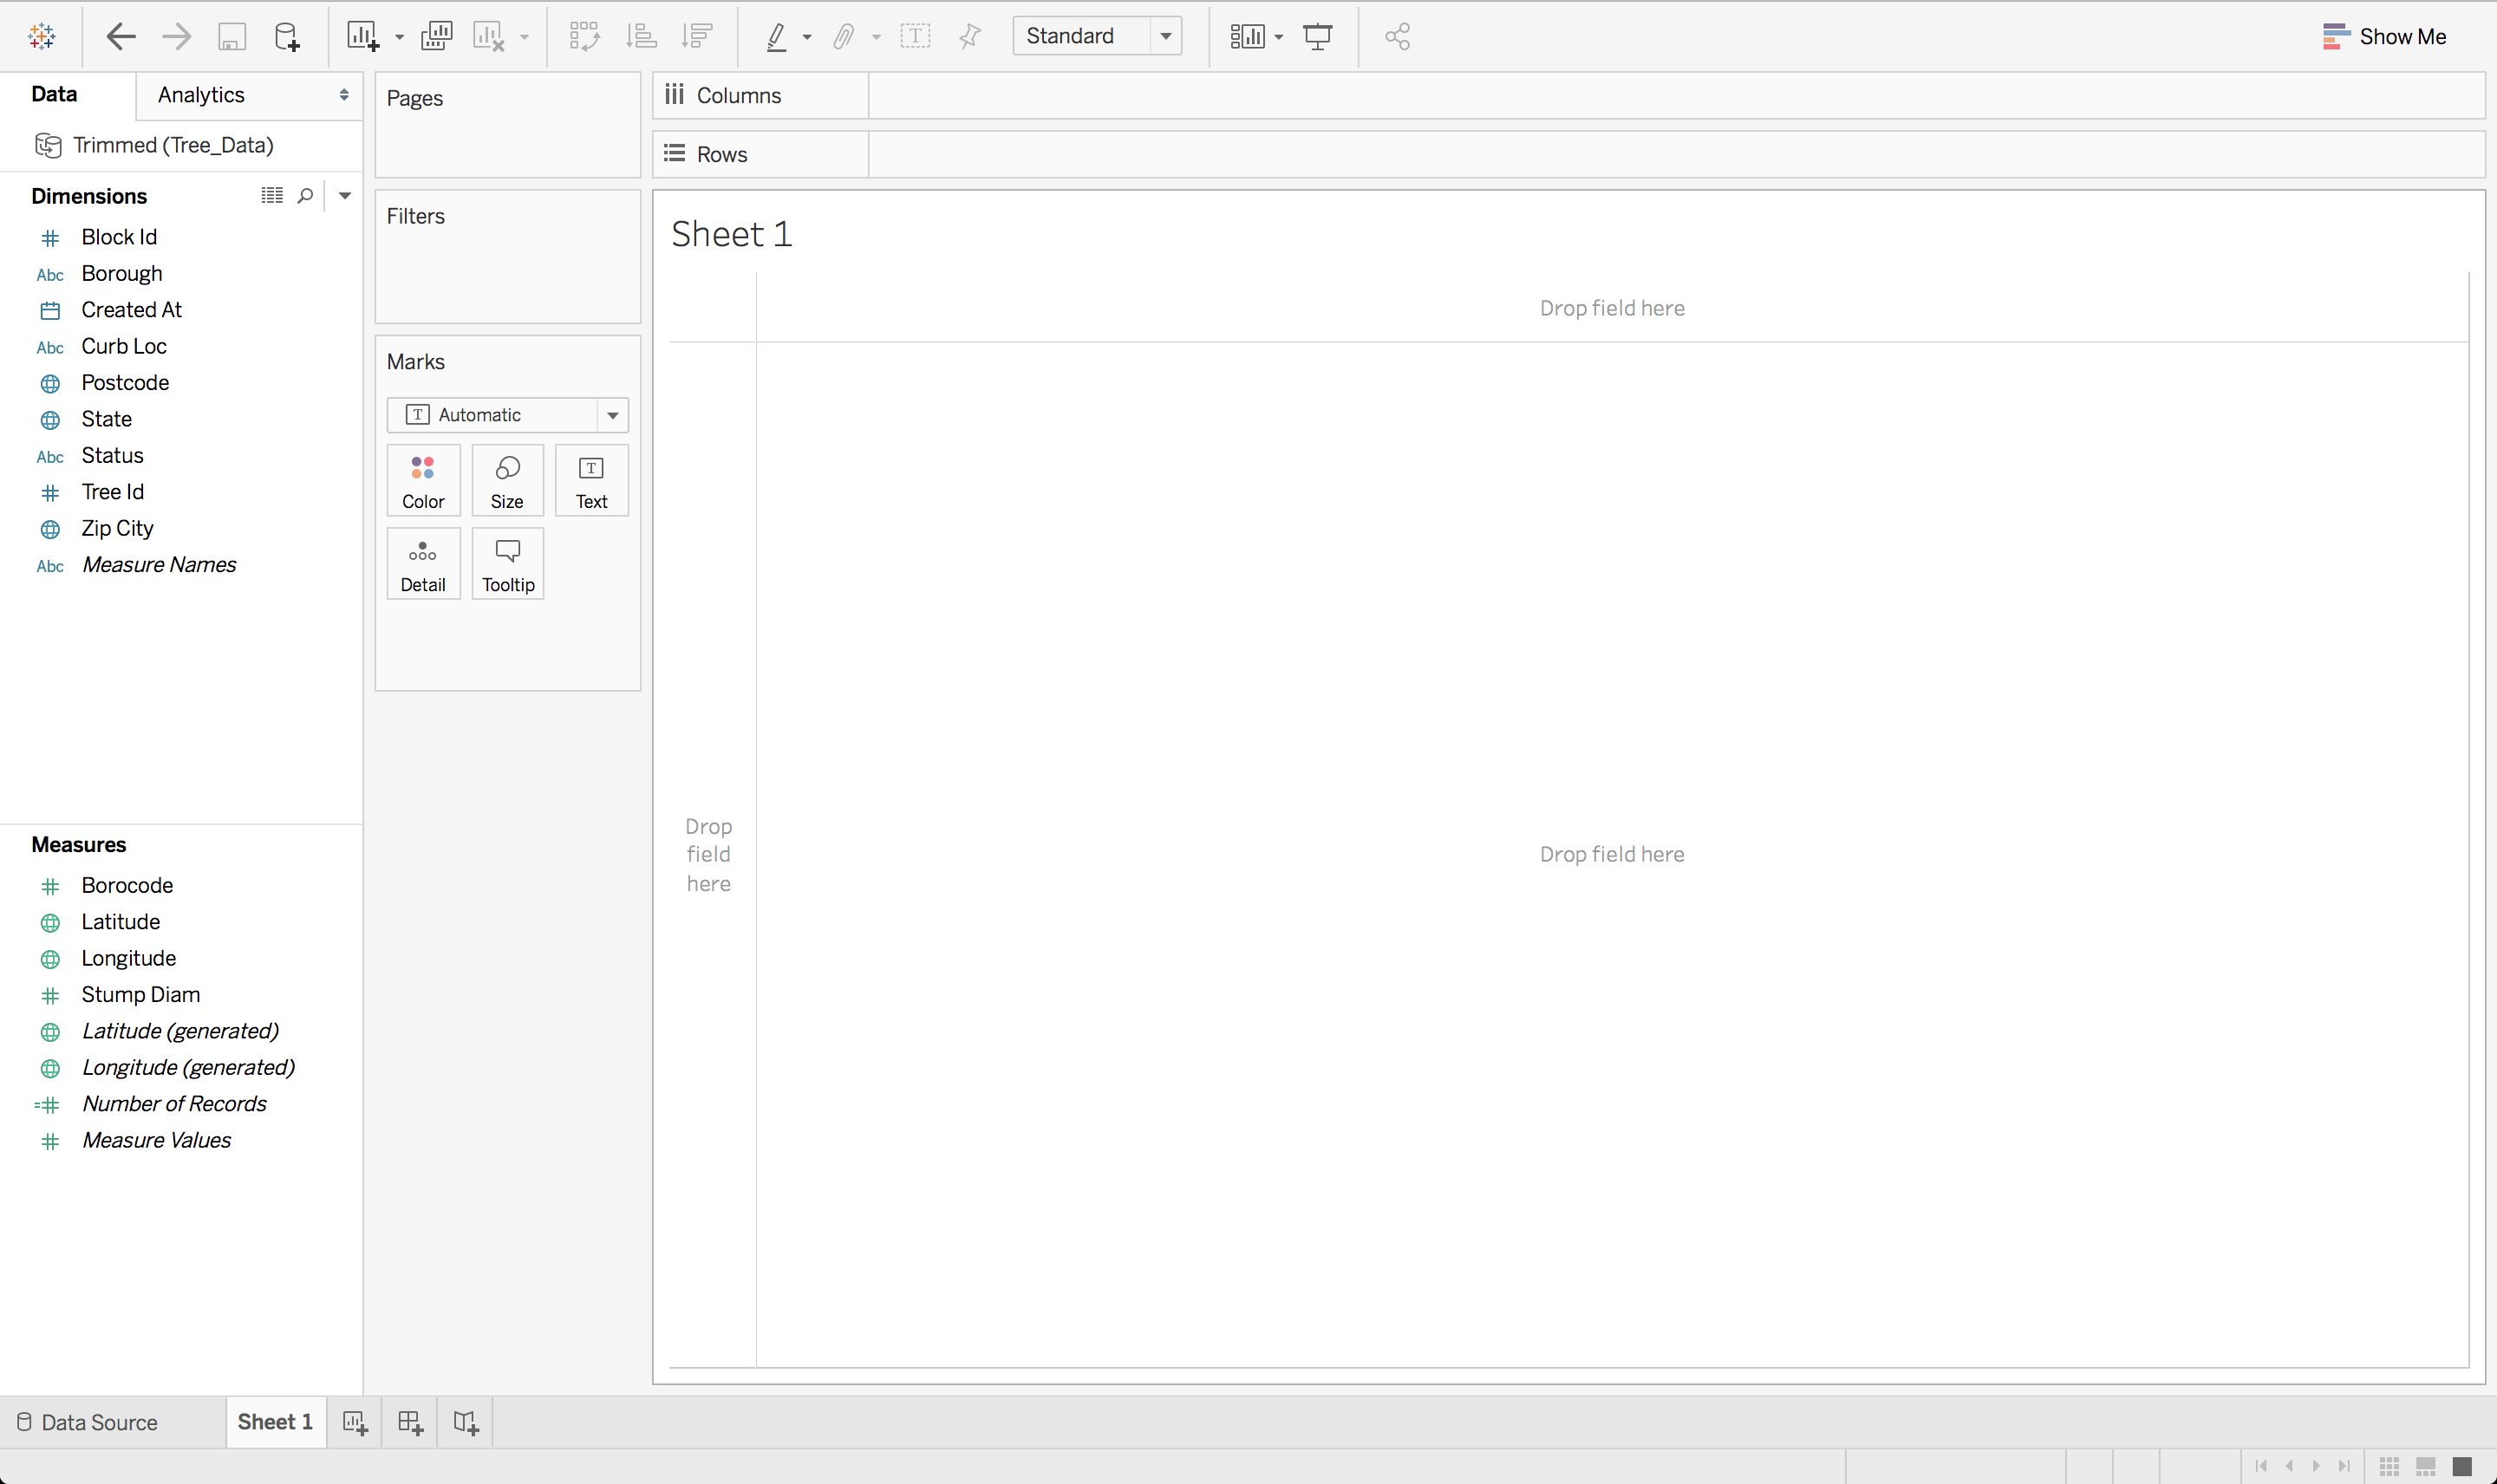 Standard
Show Me
Data
Analytics
Trimmed (Tree_Data)
Dimensions
Block Id
Abc Borough
Created At
Abc Curb Loc
Postcode
State
Abc Status
Tree Id
Zip City
Abc Measure Names
Measures
Borocode
Latitude
Longitude
Stump Diam
Latitude (generated)
Longitude (generated)
=# Number of Records
Measure Values
Pages
Filters
Marks
T Automatic
Color
Size
T
Text
Detail
Tooltip
Columns
Rows
Sheet 1
Drop field here
Drop
field
here
Drop field here
Data Source
Sheet 1